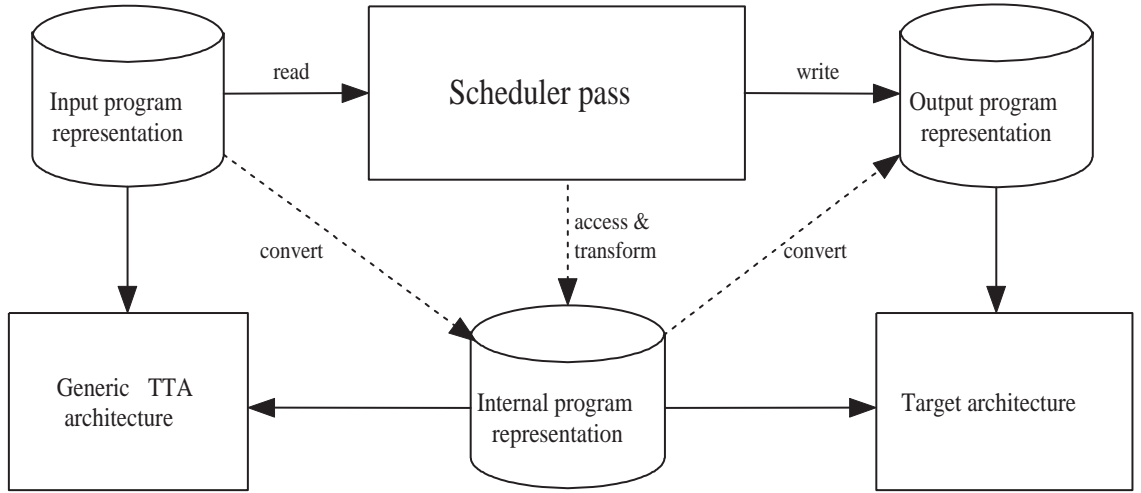 Input program
representation
read
Scheduler pass
write
Output program
representation
convert
access &
transform
convert
Generic TTA
architecture
Internal program
representation
Target architecture